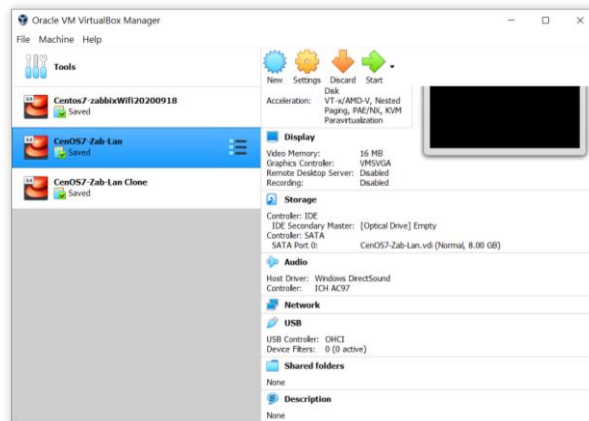 Oracle VM VirtualBox Manager
File Machine Help
Tools
Centos7-zabbixWifi20200918
Saved
CenOS7-Zab-Lan
Saved
CenOS7-Zab-Lan Clone
Saved
New Settings Discard Start
Disk
Acceleration: VT-x/AMD-V, Nested
Paging, PAE/NX, KVM
Paravirtualization
Display
Video Memory: 16 MB
Graphics Controller: VMSVGA
Remote Desktop Server: Disabled
Recording: Disabled
Storage
Controller: IDE
IDE Secondary Master: [Optical Drive] Empty
Controller: SATA
SATA Port 0: CenOS7-Zab-Lan.vdi (Normal, 8.00 GB)
Audio
Host Driver: Windows DirectSound
Controller: ICH AC97
Network
USB
USB Controller: OHCI
Device Filters: 0 (0 active)
Shared folders
None
Description
None